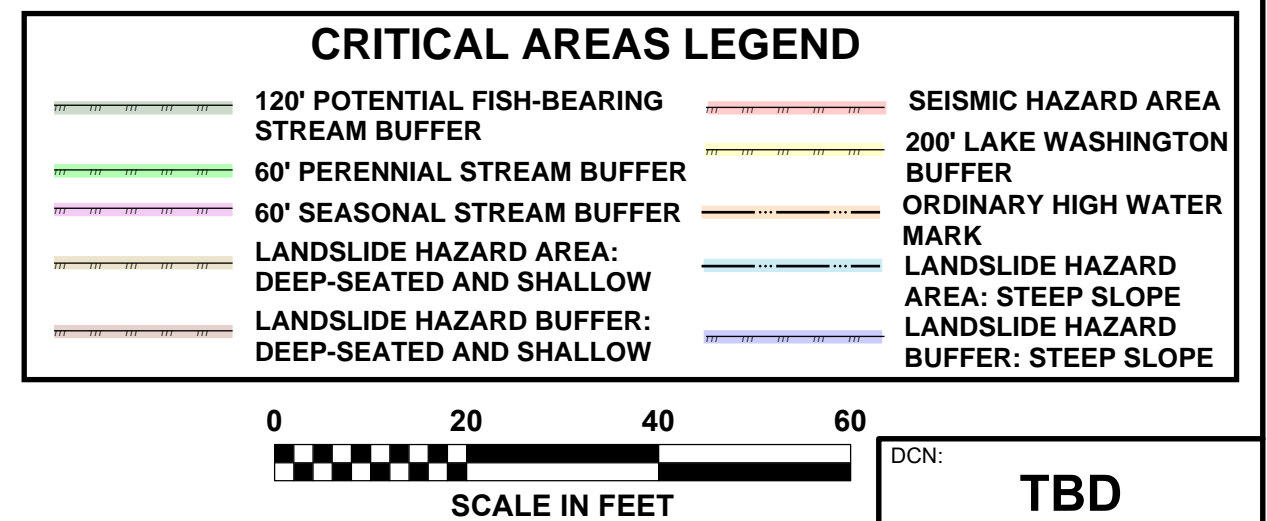 CRITICAL AREAS LEGEND
120' POTENTIAL FISH-BEARING
STREAM BUFFER
60' PERENNIAL STREAM BUFFER
60' SEASONAL STREAM BUFFER
LANDSLIDE HAZARD AREA:
DEEP-SEATED AND SHALLOW
LANDSLIDE HAZARD BUFFER:
DEEP-SEATED AND SHALLOW
SEISMIC HAZARD AREA
200' LAKE WASHINGTON
BUFFER
ORDINARY HIGH WATER
MARK
LANDSLIDE HAZARD
AREA: STEEP SLOPE
LANDSLIDE HAZARD
BUFFER: STEEP SLOPE
0 20 40 60
SCALE IN FEET
DCN:
TBD